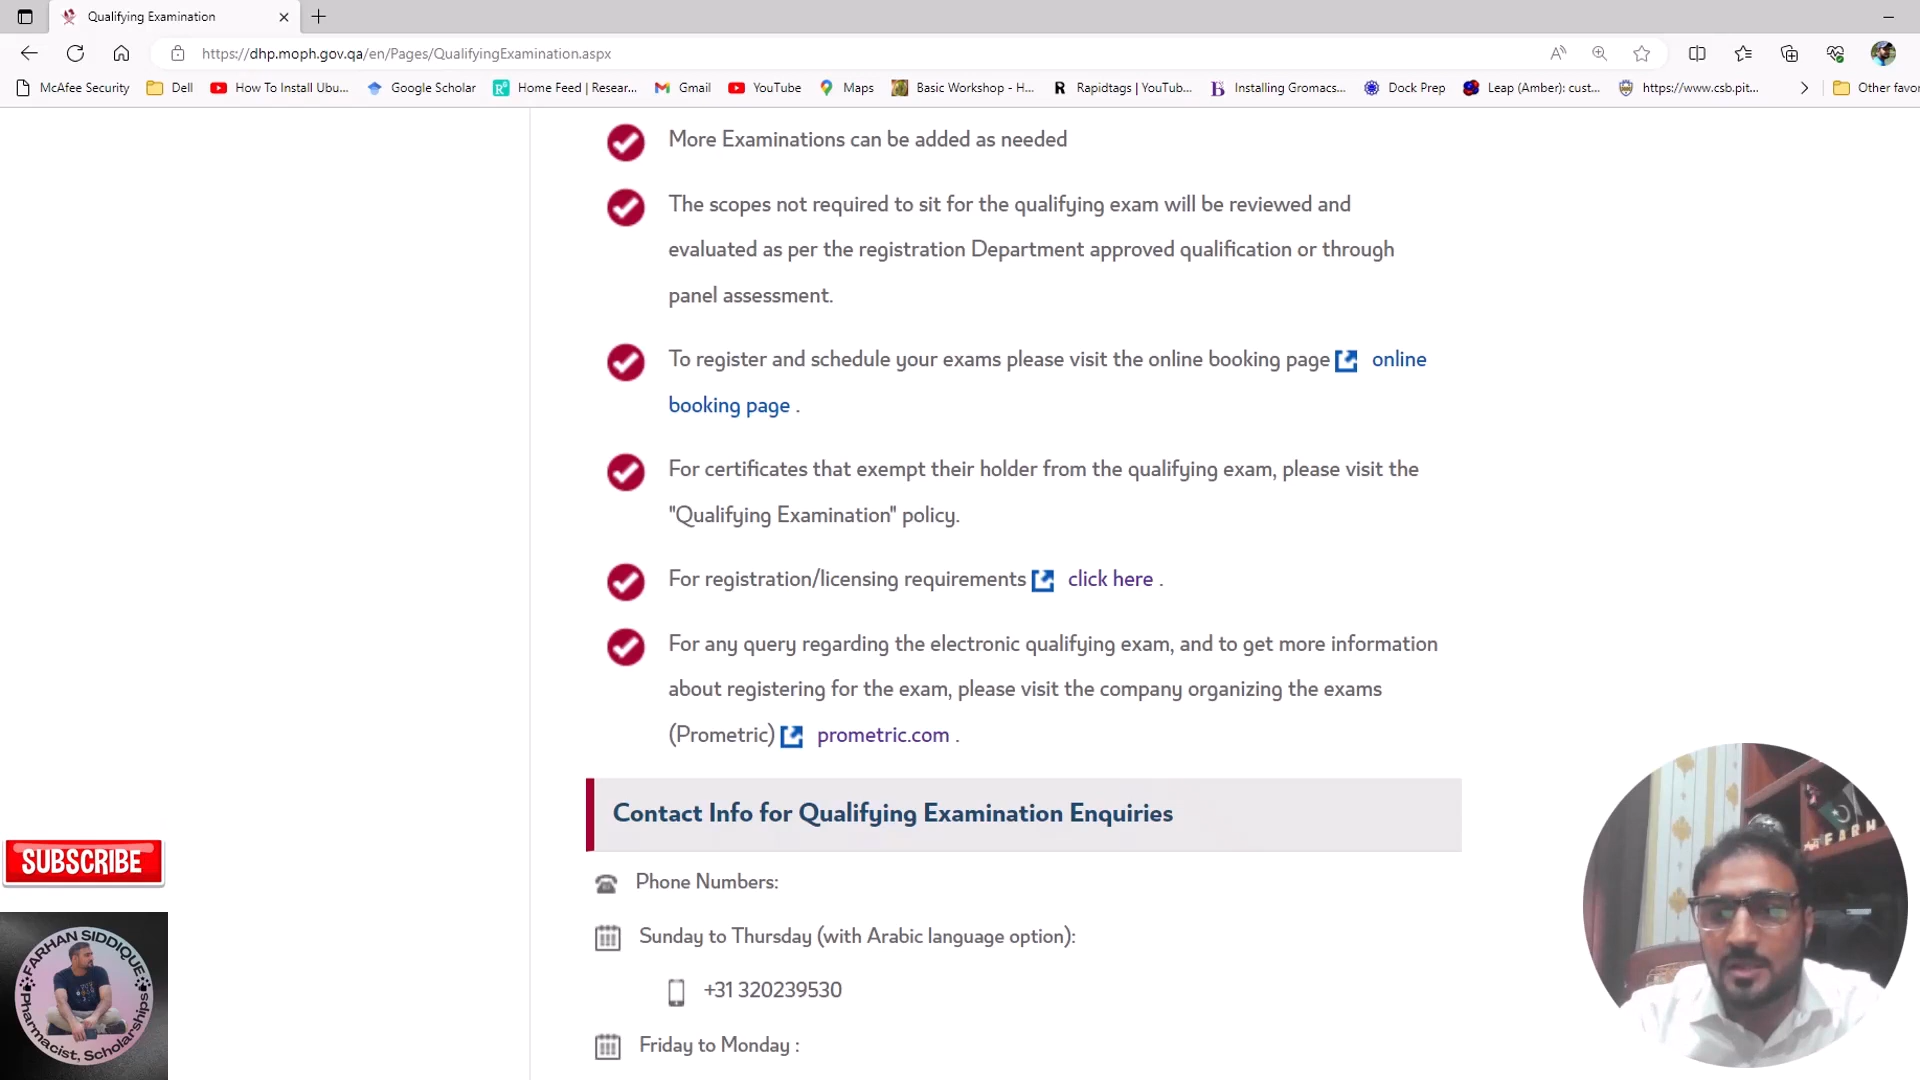 Qualifying Examination
https://dhp.moph.gov.qa/en/Pages/QualifyingExamination.aspx
McAfee Security
Dell
How To Install Ubu...
Google Scholar
Home Feed | Resear...
Gmail
YouTube
Maps
Basic Workshop - H...
Rapidtags | YouTub...
Installing Gromacs...
Dock Prep
Leap (Amber): cust...
https://www.csb.pit...
Other favor
More Examinations can be added as needed
The scopes not required to sit for the qualifying exam will be reviewed and
evaluated as per the registration Department approved qualification or through
panel assessment.
To register and schedule your exams please visit the online booking page online
booking page .
For certificates that exempt their holder from the qualifying exam, please visit the
"Qualifying Examination" policy.
For registration/licensing requirements click here .
For any query regarding the electronic qualifying exam, and to get more information
about registering for the exam, please visit the company organizing the exams
(Prometric) prometric.com .
Contact Info for Qualifying Examination Enquiries
Phone Numbers:
Sunday to Thursday (with Arabic language option):
+31 320239530
Friday to Monday :
SUBSCRIBE
FARHAN SIDDIQUE
Pharmacist, Scholarships
FARH